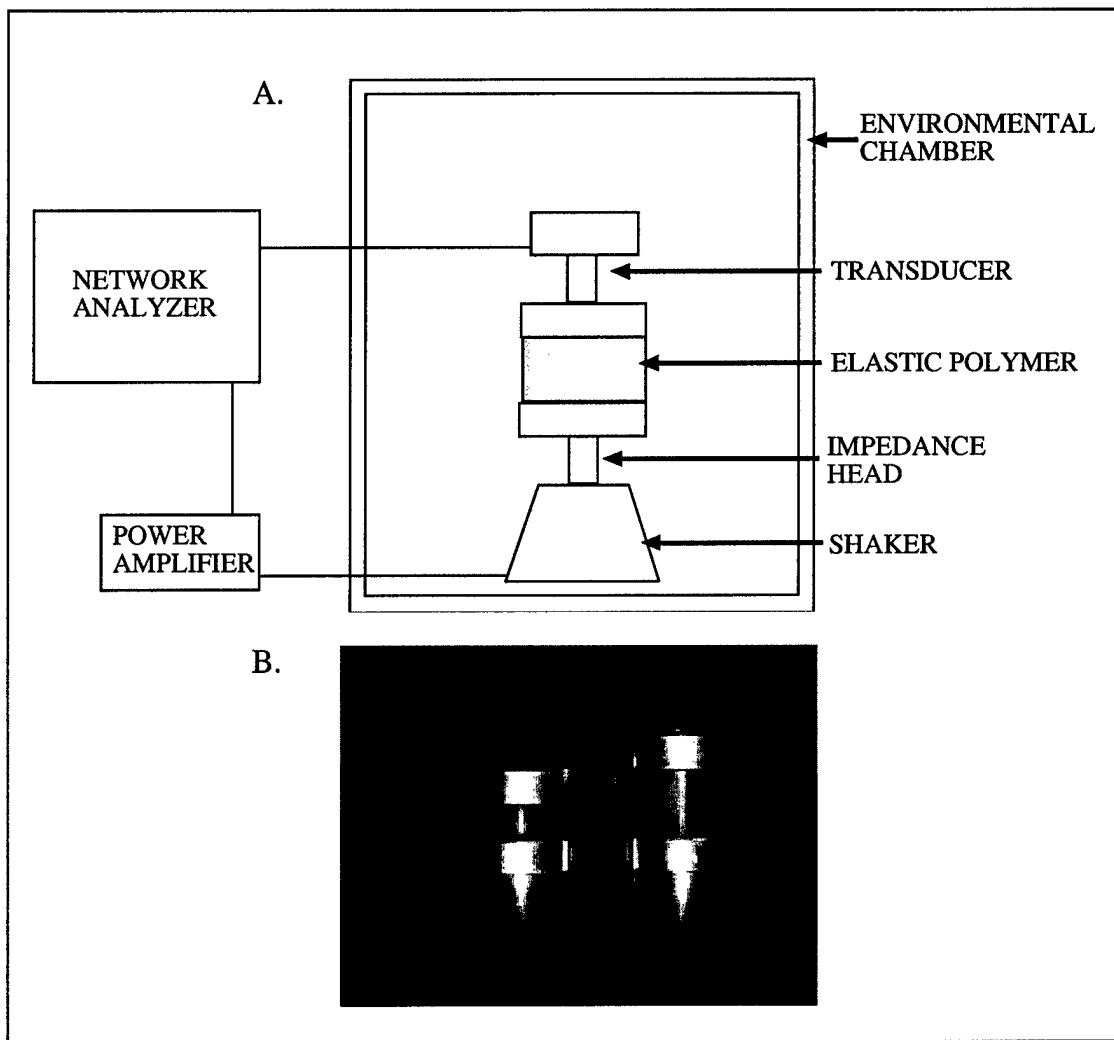 A.
ENVIRONMENTAL
CHAMBER
NETWORK
ANALYZER
TRANSDUCER
ELASTIC POLYMER
IMPEDANCE
HEAD
POWER
AMPLIFIER
SHAKER
B.